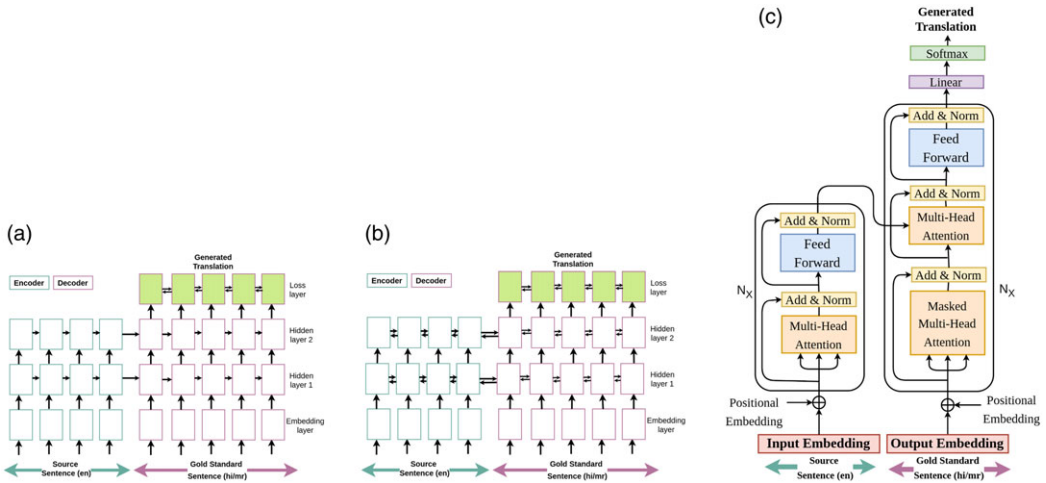 (a)
Generated
Translation
Encoder
Decoder
Loss
layer
Hidden
layer 2
Hidden
layer 1
Embedding
layer
Source
Sentence (en)
Gold Standard
Sentence (hi/mr)
(b)
Generated
Translation
Encoder
Decoder
Loss
layer
Hidden
layer 2
Hidden
layer 1
Embedding
layer
Source
Sentence (en)
Gold Standard
Sentence (hi/mr)
(c)
Generated
Translation
Softmax
Linear
Add & Norm
Feed
Forward
Add & Norm
Multi-Head
Attention
Add & Norm
Masked
Multi-Head
Attention
NX
Positional
Embedding
Output Embedding
Gold Standard
Sentence (hi/mr)
Add & Norm
Feed
Forward
Add & Norm
Multi-Head
Attention
NX
Positional
Embedding
Input Embedding
Source
Sentence (en)